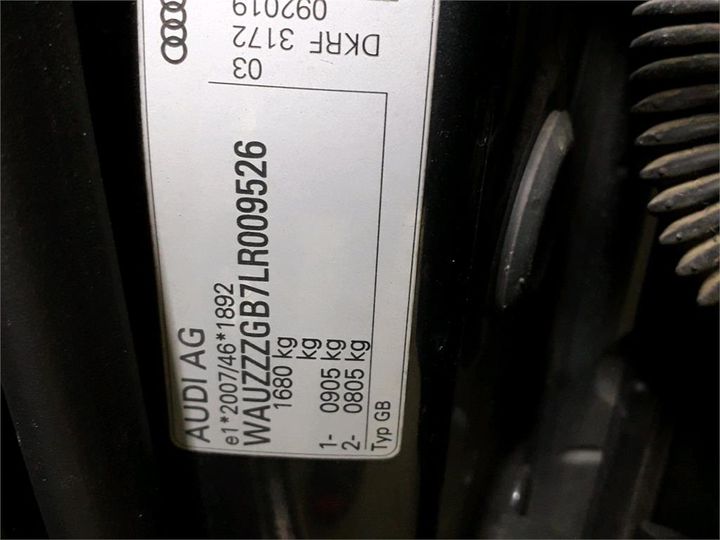 AUDI AG
e1*2007/46*1892
WAUZZZGB7LR009526
1680 kg
kg
1- 0905 kg
2- 0805 kg
Typ GB
03
DKRF 3172
092019